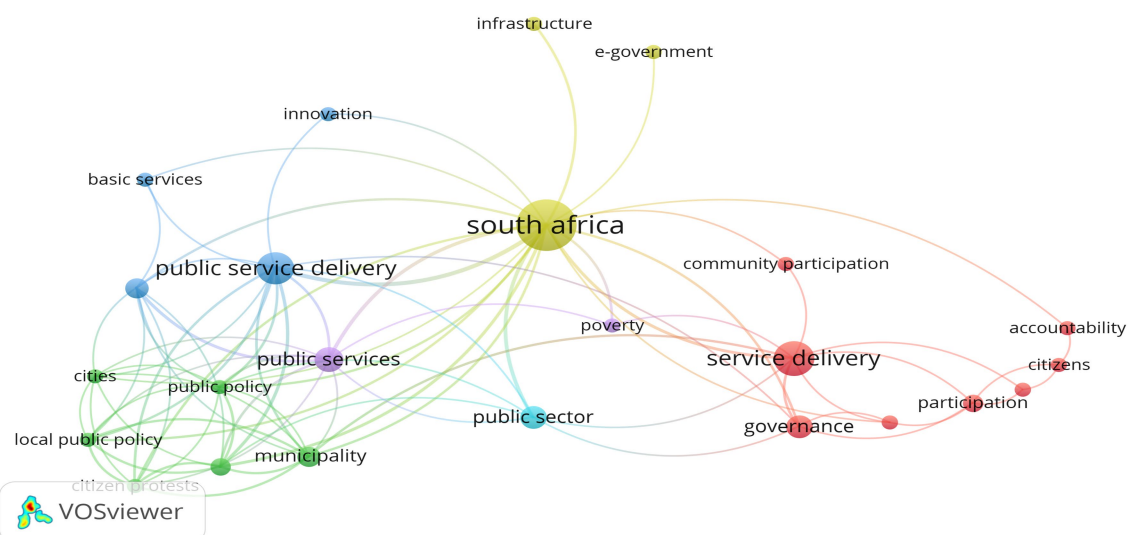 infrastructure
e-government
innovation
basic services
south africa
public service delivery
community participation
poverty
accountability
public services
service delivery
citizens
cities
public policy
participation
public sector
governance
local public policy
municipality
citizen protests
VOSviewer